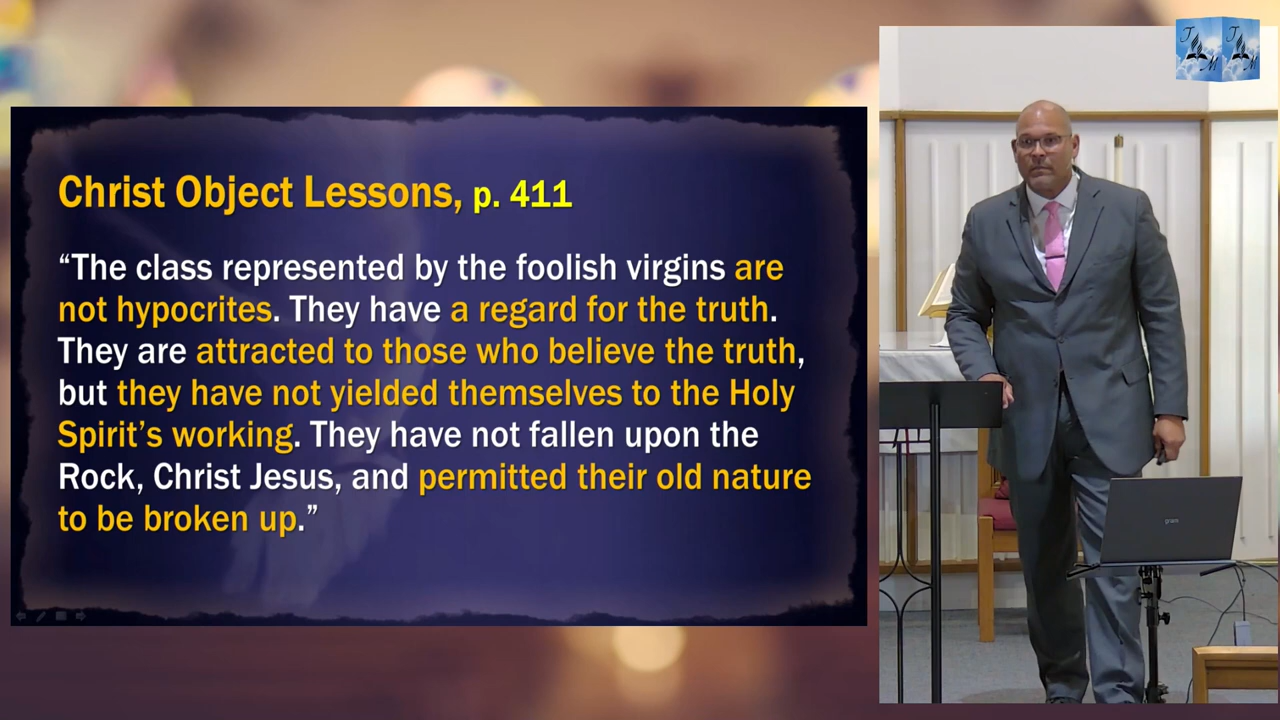 Christ Object Lessons, p. 411
“The class represented by the foolish virgins are
not hypocrites. They have a regard for the truth.
They are attracted to those who believe the truth,
but they have not yielded themselves to the Holy
Spirit’s working. They have not fallen upon the
Rock, Christ Jesus, and permitted their old nature
to be broken up.”
J M J M
gram